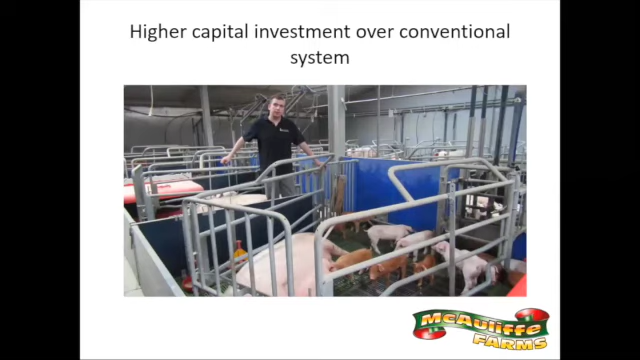 Higher capital investment over conventional
system
McAuliffe
FARMS